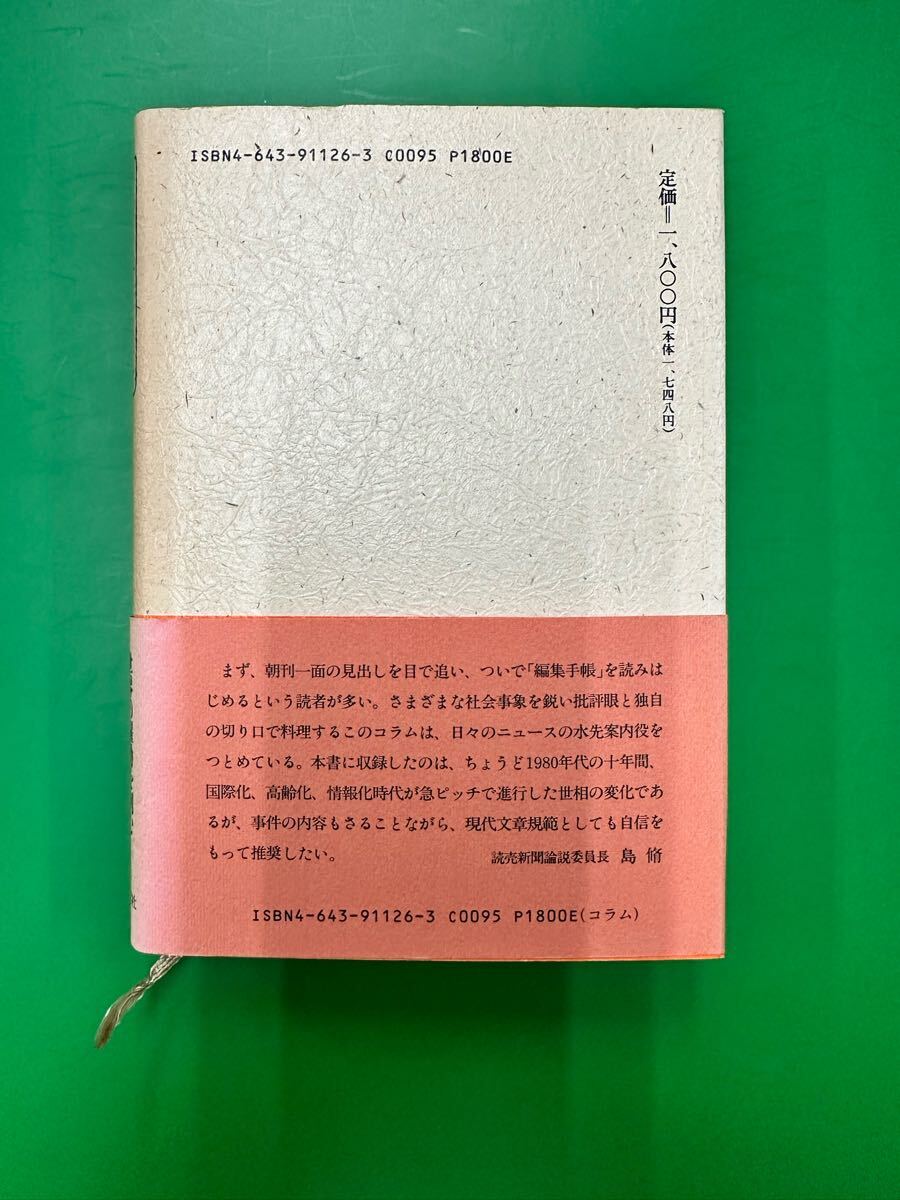 ISBN4-643-91126-3 C0095 P1800E
定価=一、八〇〇円(本体一、七四八円)
まず、朝刊一面の見出しを目で追い、ついで「編集手帳」を読みは
じめるという読者が多い。さまざまな社会事象を鋭い批評眼と独自
の切り口で料理するこのコラムは、日々のニュースの水先案内役を
つとめている。本書に収録したのは、ちょうど1980年代の十年間、
国際化、高齢化、情報化時代が急ピッチで進行した世相の変化であ
るが、事件の内容もさることながら、現代文章規範としても自信を
もって推奨したい。
読売新聞論説委員長 島 脩
ISBN4-643-91126-3 C0095 P1800E(コラム)